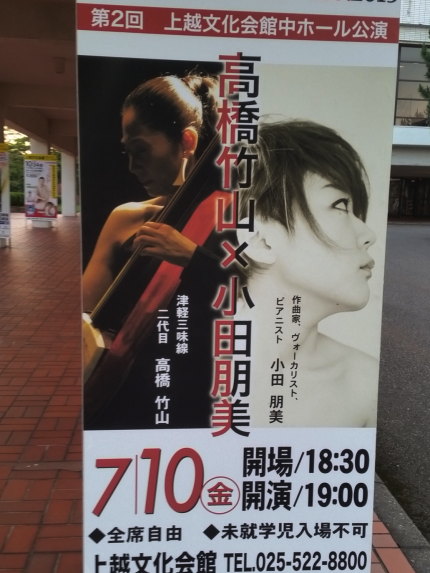 第2回 上越文化会館中ホール公演
高橋竹山×小田朋美
作曲家、ヴォーカリスト、
ピアニスト 小田 朋美
津軽三味線
二代目 高橋 竹山
7/10㊎
開場/18:30
開演/19:00
◆全席自由 ◆未就学児入場不可
上越文化会館 TEL.025-522-8800